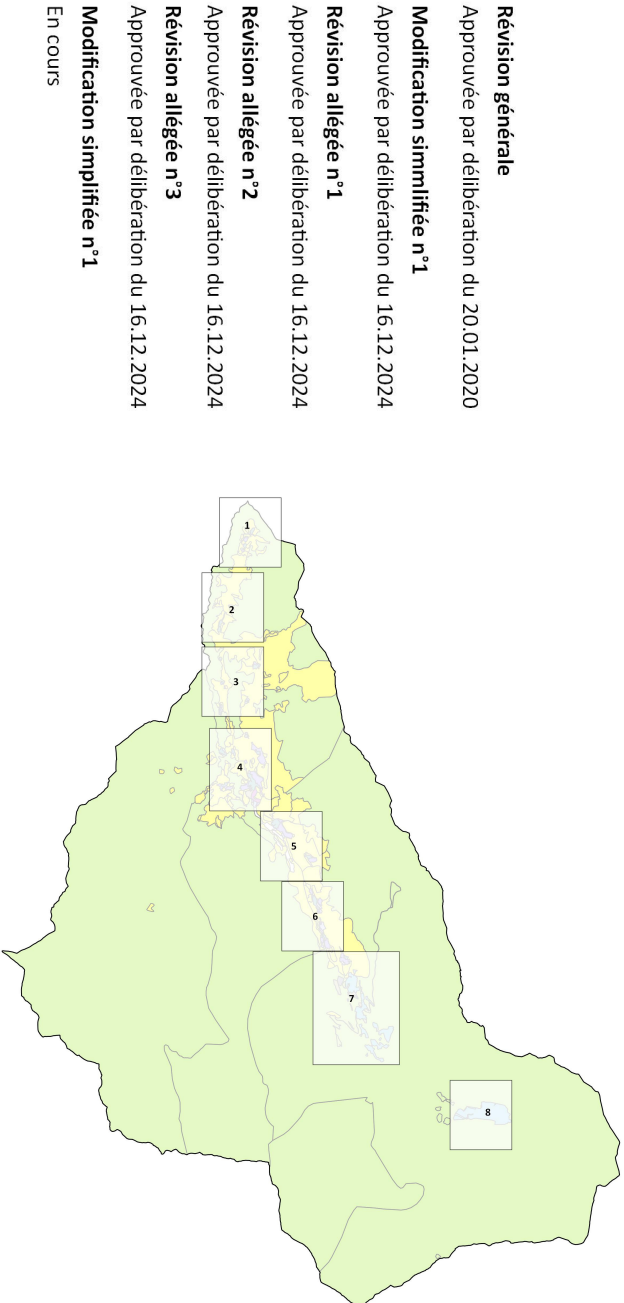 Révision générale
Approuvée par délibération du 20.01.2020
Modification simmlifiée n°1
Approuvée par délibération du 16.12.2024
Révision allégée n°1
Approuvée par délibération du 16.12.2024
Révision allégée n°2
Approuvée par délibération du 16.12.2024
Révision allégée n°3
Approuvée par délibération du 16.12.2024
Modification simplifiée n°1
En cours
1
2
3
4
5
6
7
8